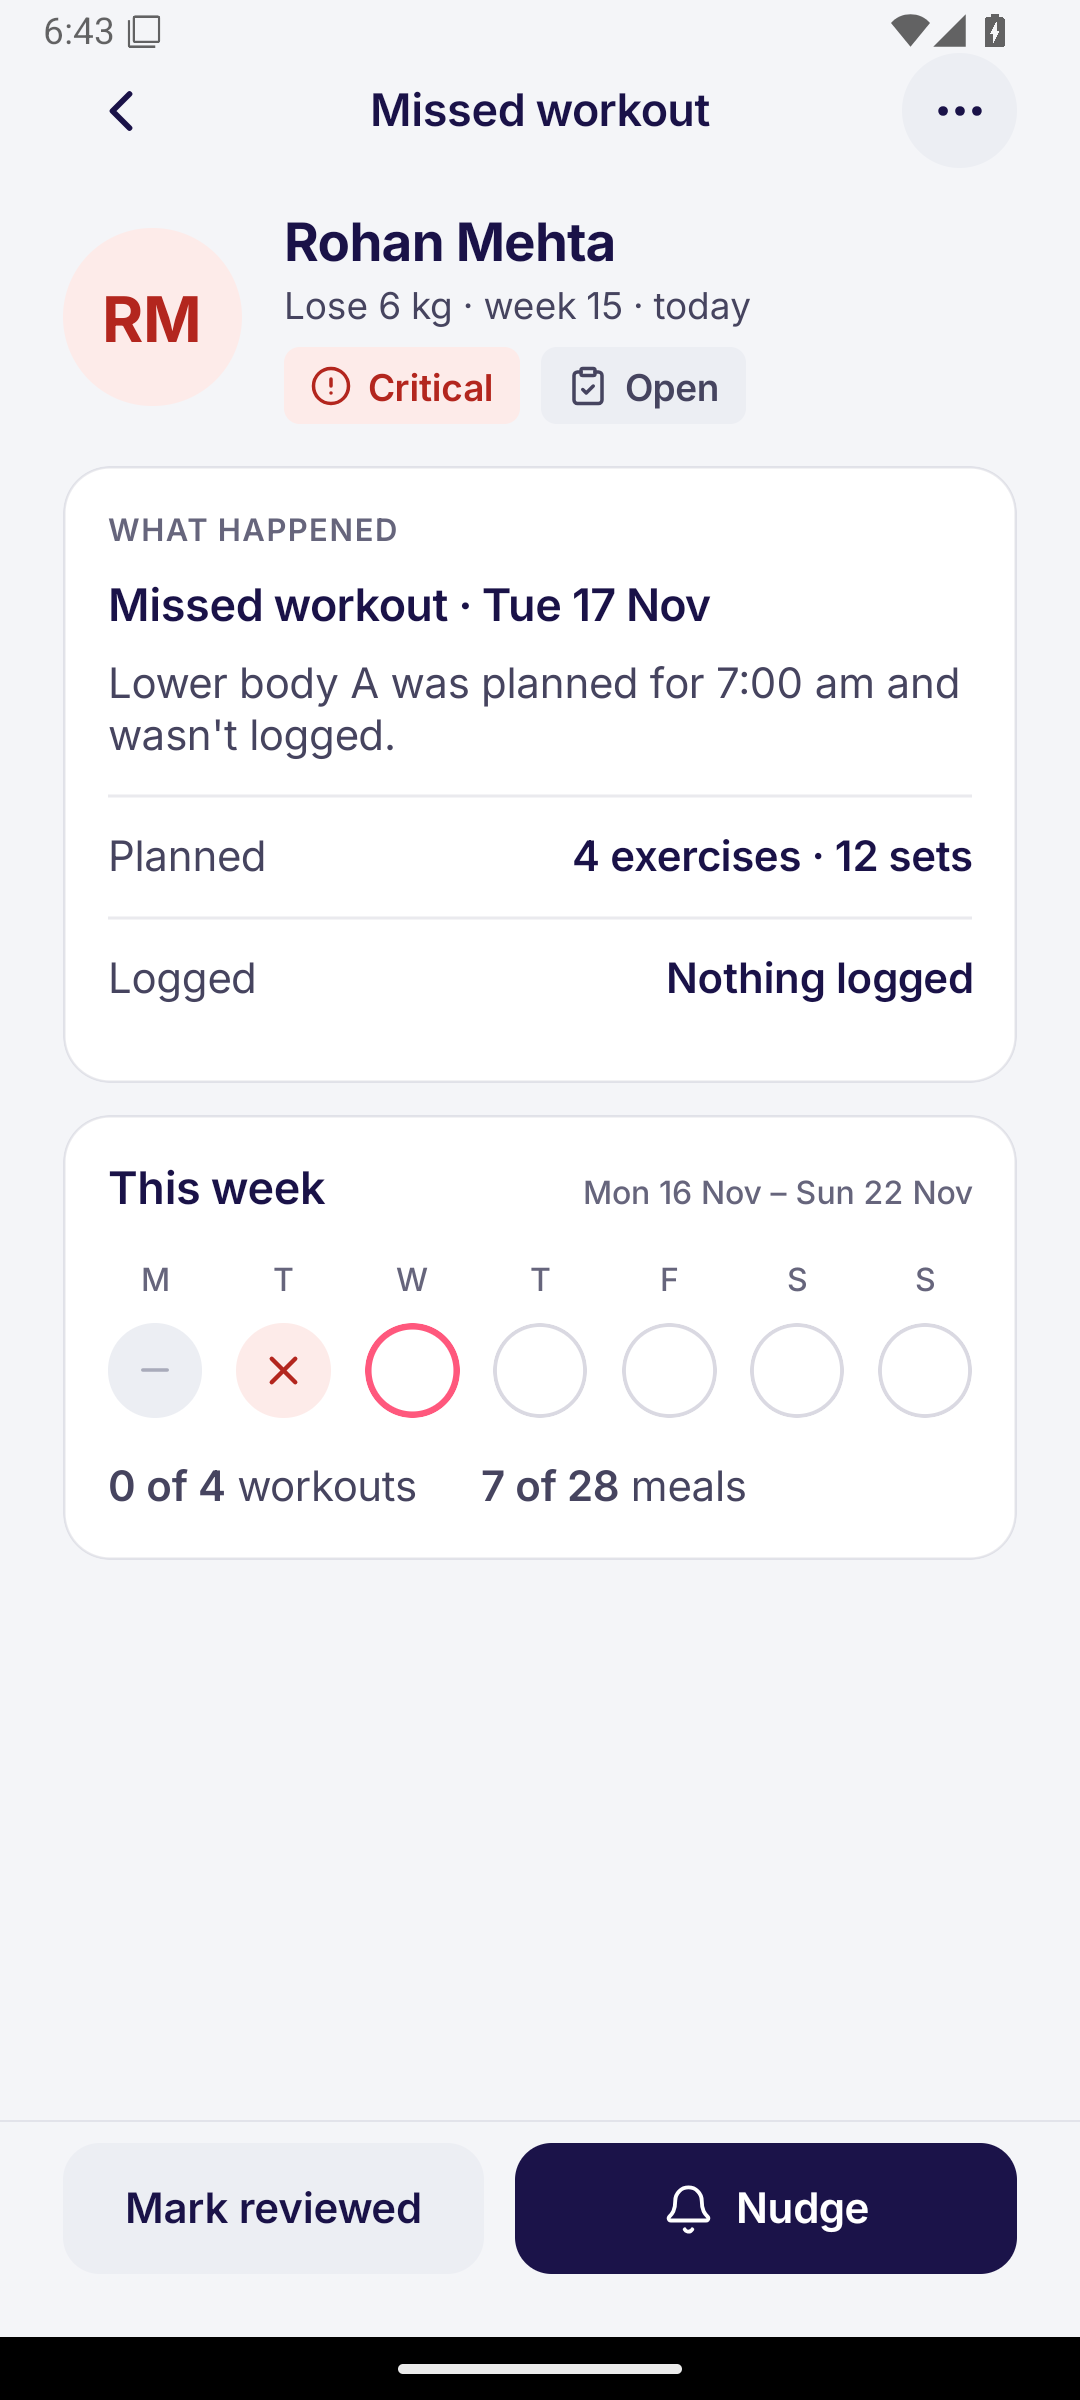 6:43
Missed workout
Rohan Mehta
Lose 6 kg · week 15 · today
RM
Critical
Open
WHAT HAPPENED
Missed workout · Tue 17 Nov
Lower body A was planned for 7:00 am and
wasn't logged.
Planned 4 exercises · 12 sets
Logged Nothing logged
This week Mon 16 Nov – Sun 22 Nov
M T W T F S S
0 of 4 workouts 7 of 28 meals
Mark reviewed
Nudge